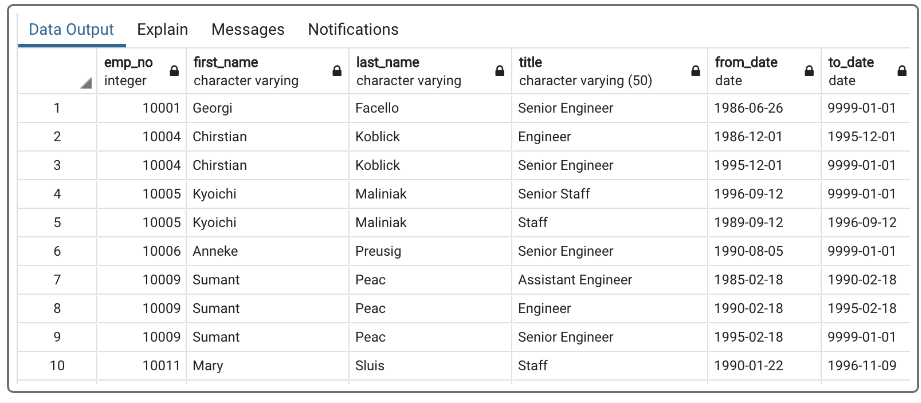 Data Output Explain Messages Notifications
emp_no first_name last_name title from_date to_date
integer character varying character varying character varying (50) date date
1 10001 Georgi Facello Senior Engineer 1986-06-26 9999-01-01
2 10004 Chirstian Koblick Engineer 1986-12-01 1995-12-01
3 10004 Chirstian Koblick Senior Engineer 1995-12-01 9999-01-01
4 10005 Kyoichi Maliniak Senior Staff 1996-09-12 9999-01-01
5 10005 Kyoichi Maliniak Staff 1989-09-12 1996-09-12
6 10006 Anneke Preusig Senior Engineer 1990-08-05 9999-01-01
7 10009 Sumant Peac Assistant Engineer 1985-02-18 1990-02-18
8 10009 Sumant Peac Engineer 1990-02-18 1995-02-18
9 10009 Sumant Peac Senior Engineer 1995-02-18 9999-01-01
10 10011 Mary Sluis Staff 1990-01-22 1996-11-09